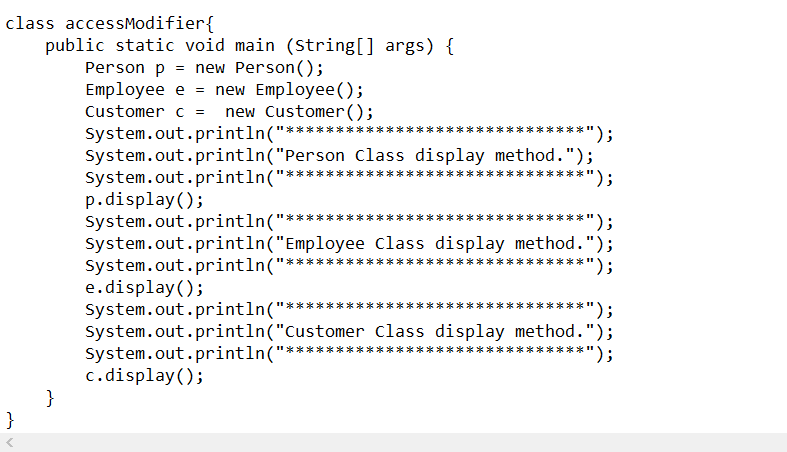 class accessModifier{
    public static void main (String[] args) {
        Person p = new Person();
        Employee e = new Employee();
        Customer c =  new Customer();
        System.out.println("******************************");
        System.out.println("Person Class display method.");
        System.out.println("******************************");
        p.display();
        System.out.println("******************************");
        System.out.println("Employee Class display method.");
        System.out.println("******************************");
        e.display();
        System.out.println("******************************");
        System.out.println("Customer Class display method.");
        System.out.println("******************************");
        c.display();
    }
}